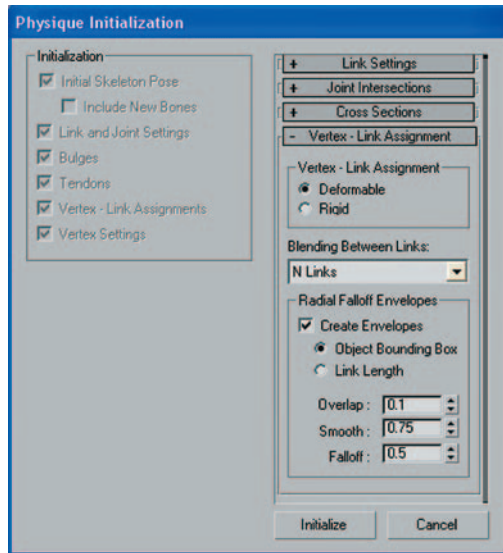 Physique Initialization
Initialization
Initial Skeleton Pose
Include New Bones
Link and Joint Settings
Bulges
Tendons
Vertex - Link Assignments
Vertex Settings
+ Link Settings
+ Joint Intersections
+ Cross Sections
- Vertex - Link Assignment
Vertex - Link Assignment
Deformable
Rigid
Blending Between Links:
N Links
Radial Falloff Envelopes
Create Envelopes
Object Bounding Box
Link Length
Overlap : 0.1
Smooth : 0.75
Falloff : 0.5
Initialize Cancel